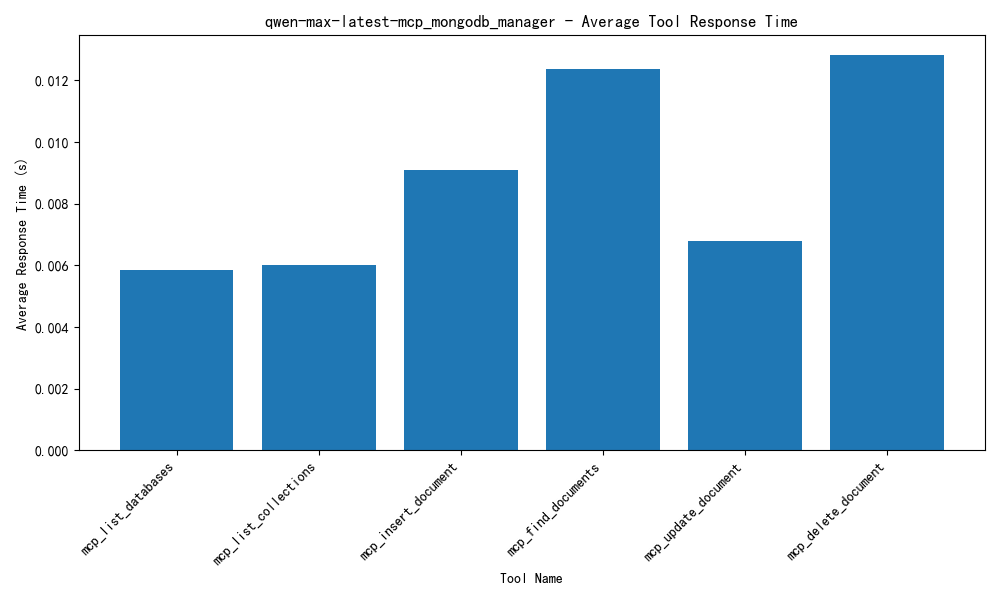 qwen-max-latest-mcp_mongodb_manager - Average Tool Response Time
Average Response Time (s)
0.012
0.010
0.008
0.006
0.004
0.002
0.000
mcp_list_databases
mcp_list_collections
mcp_insert_document
mcp_find_documents
mcp_update_document
mcp_delete_document
Tool Name